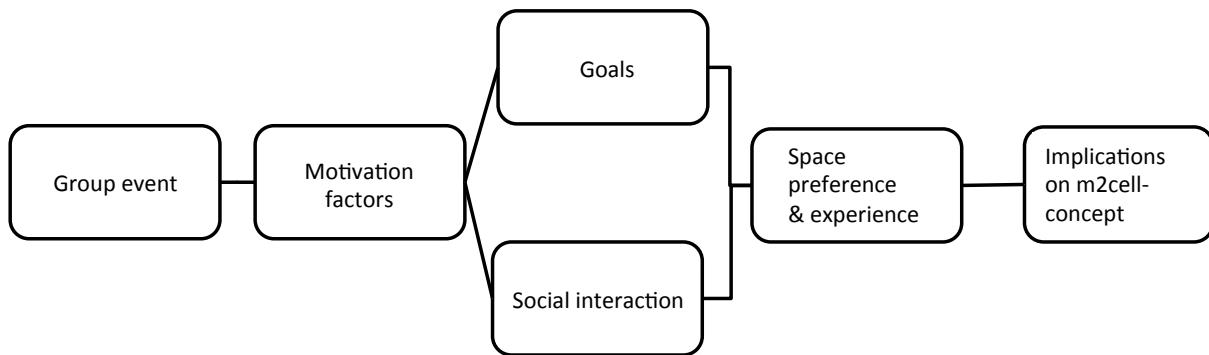 Group event
Motivation
factors
Goals
Social interaction
Space
preference
& experience
Implications
on m2cell-
concept